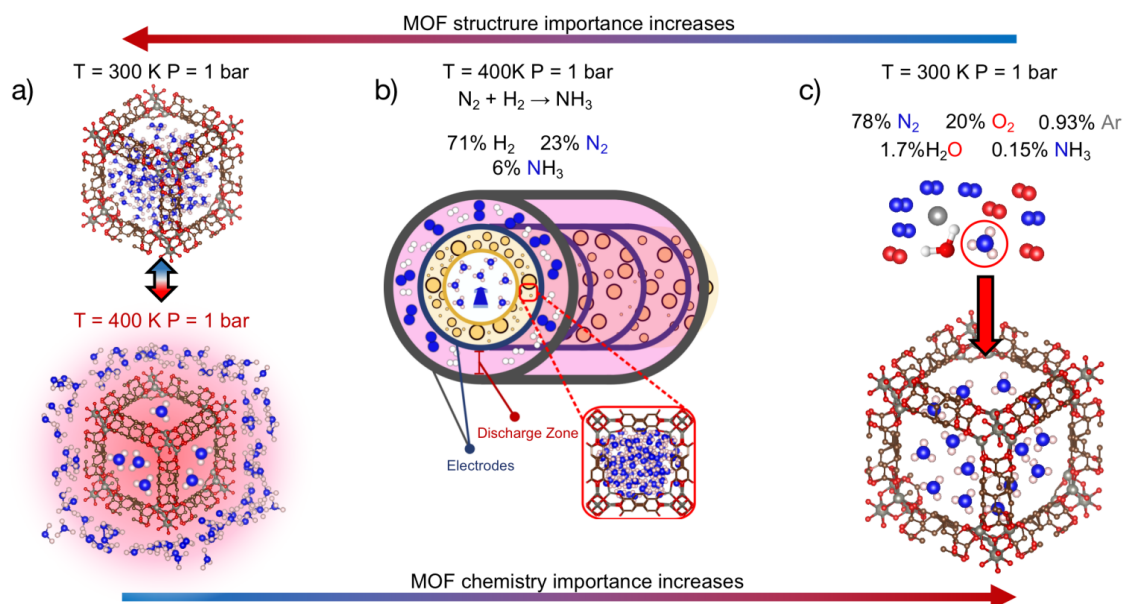 MOF structrure importance increases
a)
T = 300 K P = 1 bar
T = 400 K P = 1 bar
b)
T = 400K P = 1 bar
N₂ + H₂ → NH₃
71% H₂ 23% N₂
6% NH₃
Discharge Zone
Electrodes
c)
T = 300 K P = 1 bar
78% N₂ 20% O₂ 0.93% Ar
1.7%H₂O 0.15% NH₃
MOF chemistry importance increases